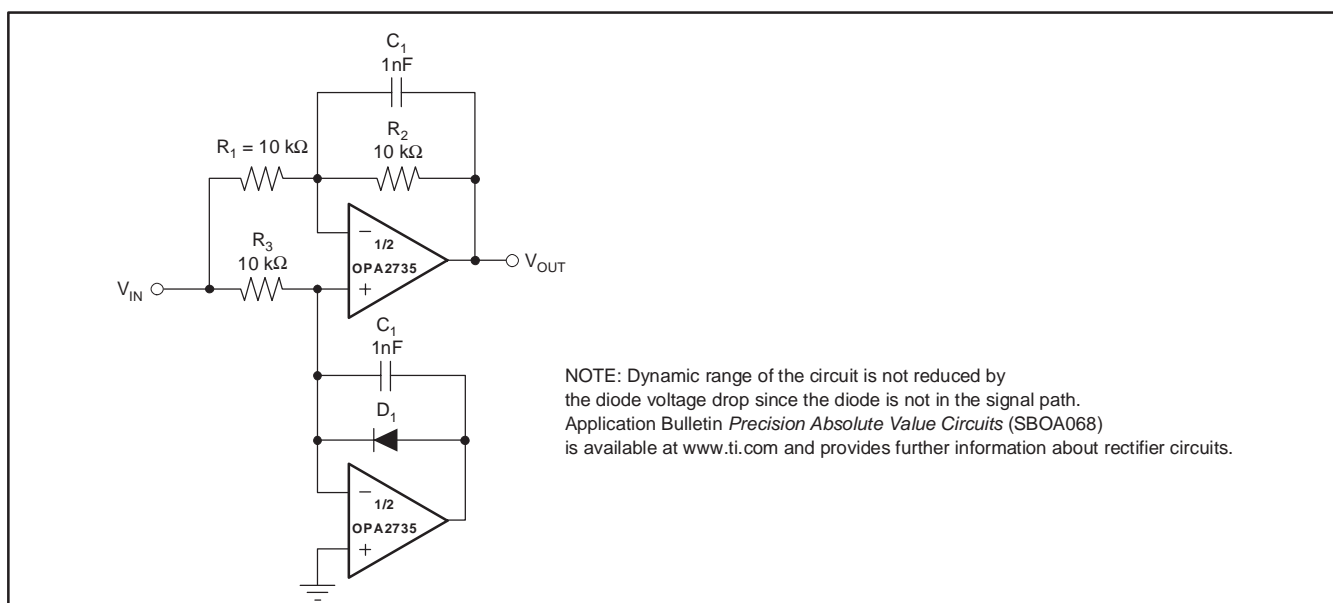 C1
1nF
R2
10 kΩ
R1 = 10 kΩ
−
1/2
OPA2735
+
R3
10 kΩ
VIN
VOUT
C1
1nF
D1
−
1/2
OPA2735
+
NOTE: Dynamic range of the circuit is not reduced by
the diode voltage drop since the diode is not in the signal path.
Application Bulletin Precision Absolute Value Circuits (SBOA068)
is available at www.ti.com and provides further information about rectifier circuits.